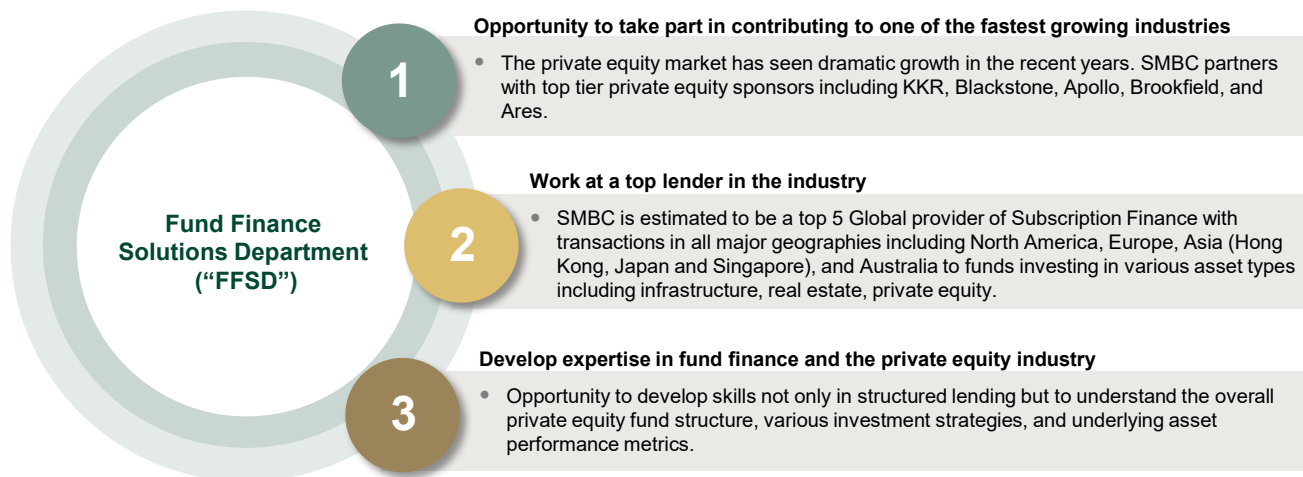 Opportunity to take part in contributing to one of the fastest growing industries
1
• The private equity market has seen dramatic growth in the recent years. SMBC partners
with top tier private equity sponsors including KKR, Blackstone, Apollo, Brookfield, and
Ares.
Fund Finance
Solutions Department
(“FFSD”)
Work at a top lender in the industry
2
• SMBC is estimated to be a top 5 Global provider of Subscription Finance with
transactions in all major geographies including North America, Europe, Asia (Hong
Kong, Japan and Singapore), and Australia to funds investing in various asset types
including infrastructure, real estate, private equity.
Develop expertise in fund finance and the private equity industry
3
• Opportunity to develop skills not only in structured lending but to understand the overall
private equity fund structure, various investment strategies, and underlying asset
performance metrics.